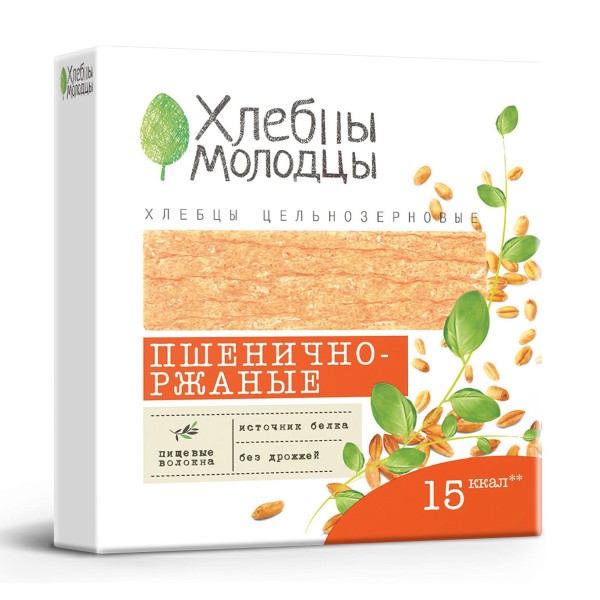 Хлебцы
Молодцы
Хлебцы
Молодцы
ХЛЕБЦЫ ЦЕЛЬНОЗЕРНОВЫЕ
ПШЕНИЧНО-
РЖАНЫЕ
пищевые
волокна
источник белка
без дрожжей
15 ккал**